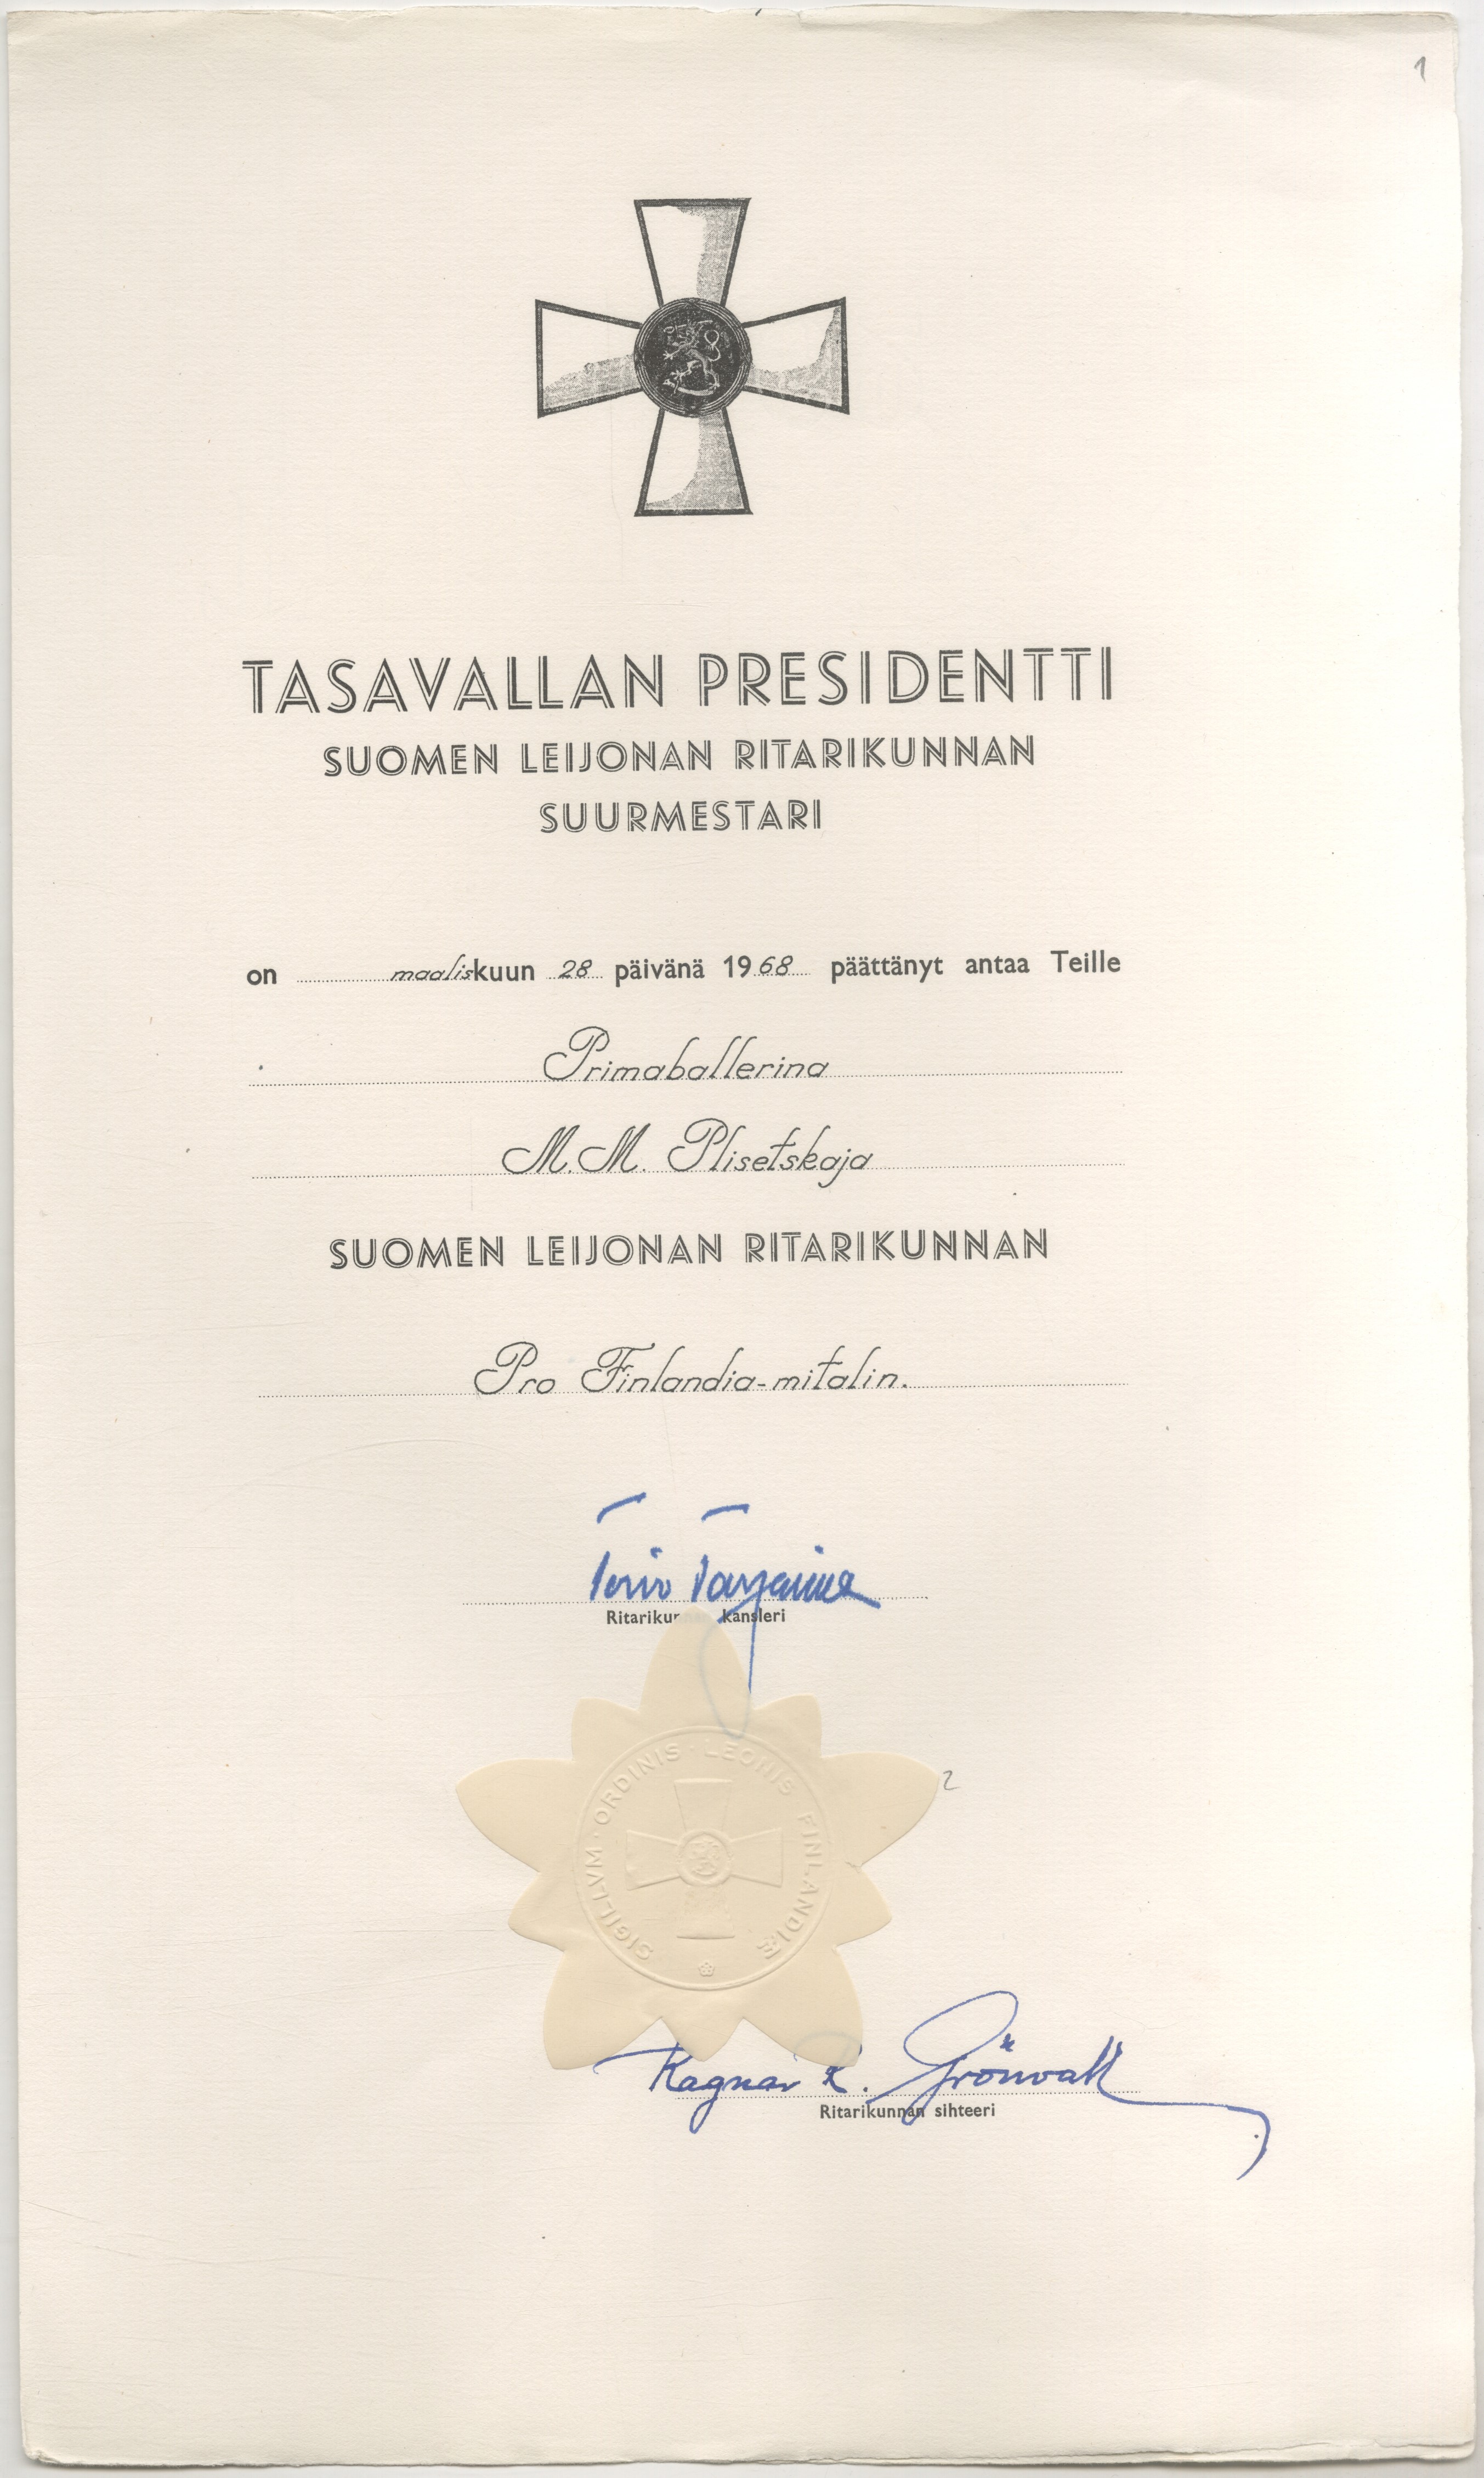 1
TASAVALLAN PRESIDENTTI
SUOMEN LEIJONAN RITARIKUNNAN
SUURMESTARI
on maaliskuun 28 päivänä 1968 päättänyt antaa Teille
Primaballerina
M.M. Plisetskaja
SUOMEN LEIJONAN RITARIKUNNAN
Pro Finlandia-mitalin.
Ritarikunnan kansleri
SIGILLVM · ORDINIS · LEONIS FINLANDIÆ
2
Ragnar R. Grönvall
Ritarikunnan sihteeri